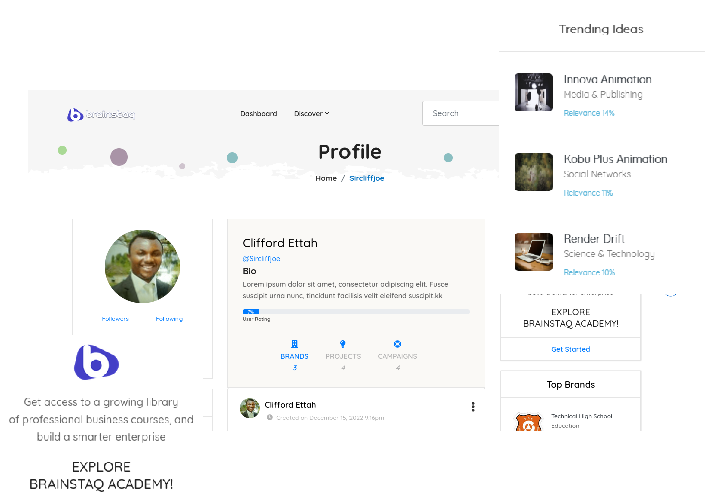 Trending Ideas
Innova Animation
Media & Publishing
Relevance 14%
Kobu Plus Animation
Social Networks
Relevance 11%
Render Drift
Science & Technology
Relevance 10%
brainstaq
Dashboard
Discover
Search
Profile
Home / Sircliffjoe
Followers
Following
Clifford Ettah
@Sircliffjoe
Bio
Lorem ipsum dolor sit amet, consectetur adipiscing elit. Fusce
suscipit urna nunc, tincidunt facilisis velit eleifend suscipit.kk
7%
User Rating
BRANDS
PROJECTS
CAMPAIGNS
3
4
4
Clifford Ettah
Created on December 15, 2022 9:16pm
EXPLORE
BRAINSTAQ ACADEMY!
Get Started
Top Brands
Technical High School
Education
Get access to a growing library
of professional business courses, and
build a smarter enterprise
EXPLORE
BRAINSTAQ ACADEMY!